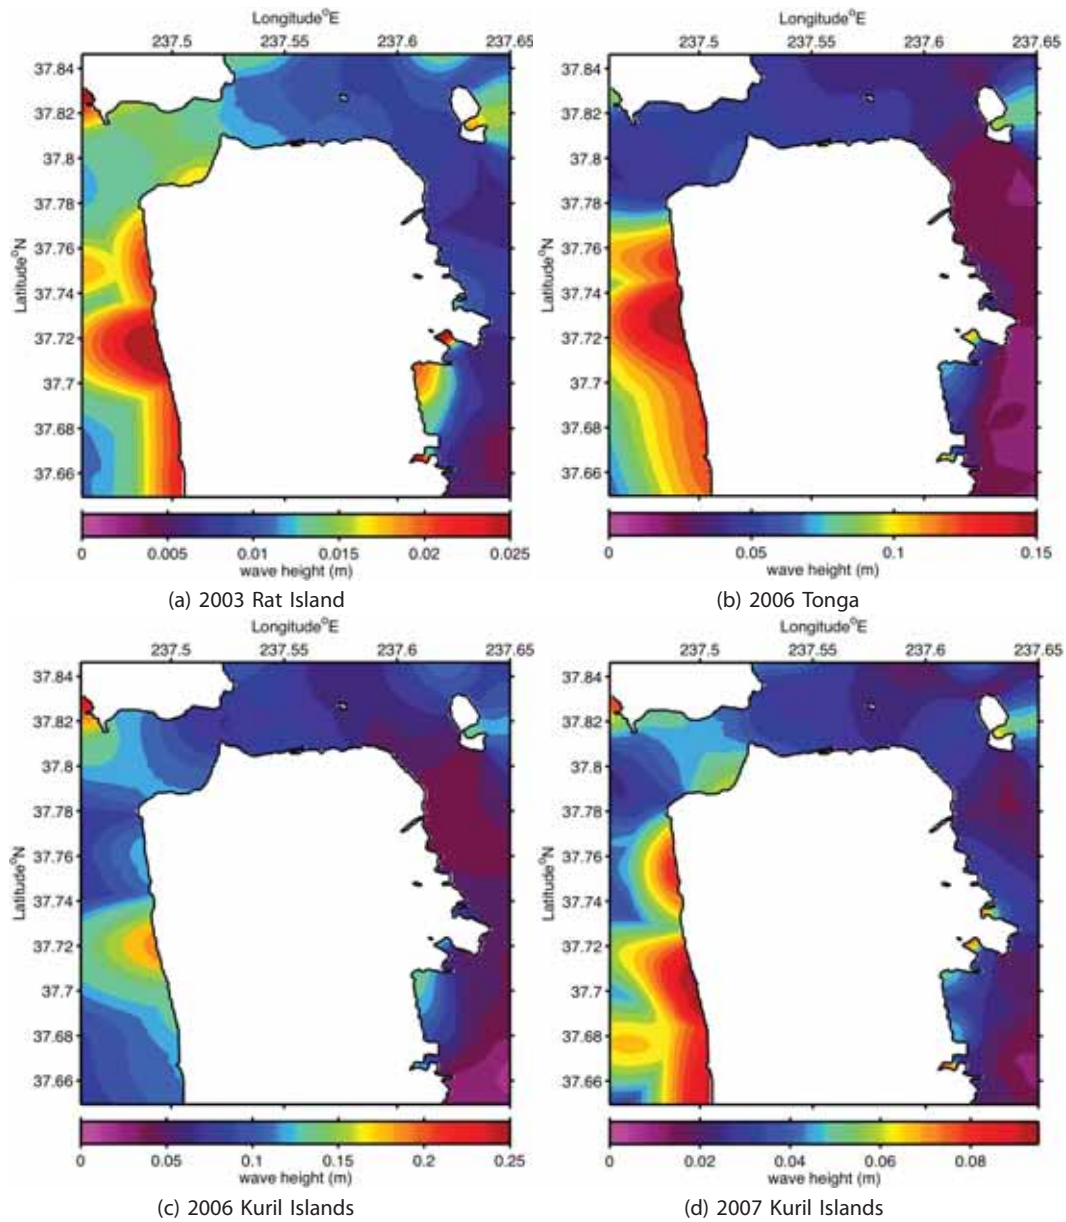 Longitude°E
237.5 237.55 237.6 237.65
37.84
37.82
37.8
37.78
37.76
37.74
37.72
37.7
37.68
37.66
Latitude°N
0 0.005 0.01 0.015 0.02 0.025
wave height (m)
(a) 2003 Rat Island
Longitude°E
237.5 237.55 237.6 237.65
37.84
37.82
37.8
37.78
37.76
37.74
37.72
37.7
37.68
37.66
Latitude°N
0 0.05 0.1 0.15
wave height (m)
(b) 2006 Tonga
Longitude°E
237.5 237.55 237.6 237.65
37.84
37.82
37.8
37.78
37.76
37.74
37.72
37.7
37.68
37.66
Latitude°N
0 0.05 0.1 0.15 0.2 0.25
wave height (m)
(c) 2006 Kuril Islands
Longitude°E
237.5 237.55 237.6 237.65
37.84
37.82
37.8
37.78
37.76
37.74
37.72
37.7
37.68
37.66
Latitude°N
0 0.02 0.04 0.06 0.08
wave height (m)
(d) 2007 Kuril Islands